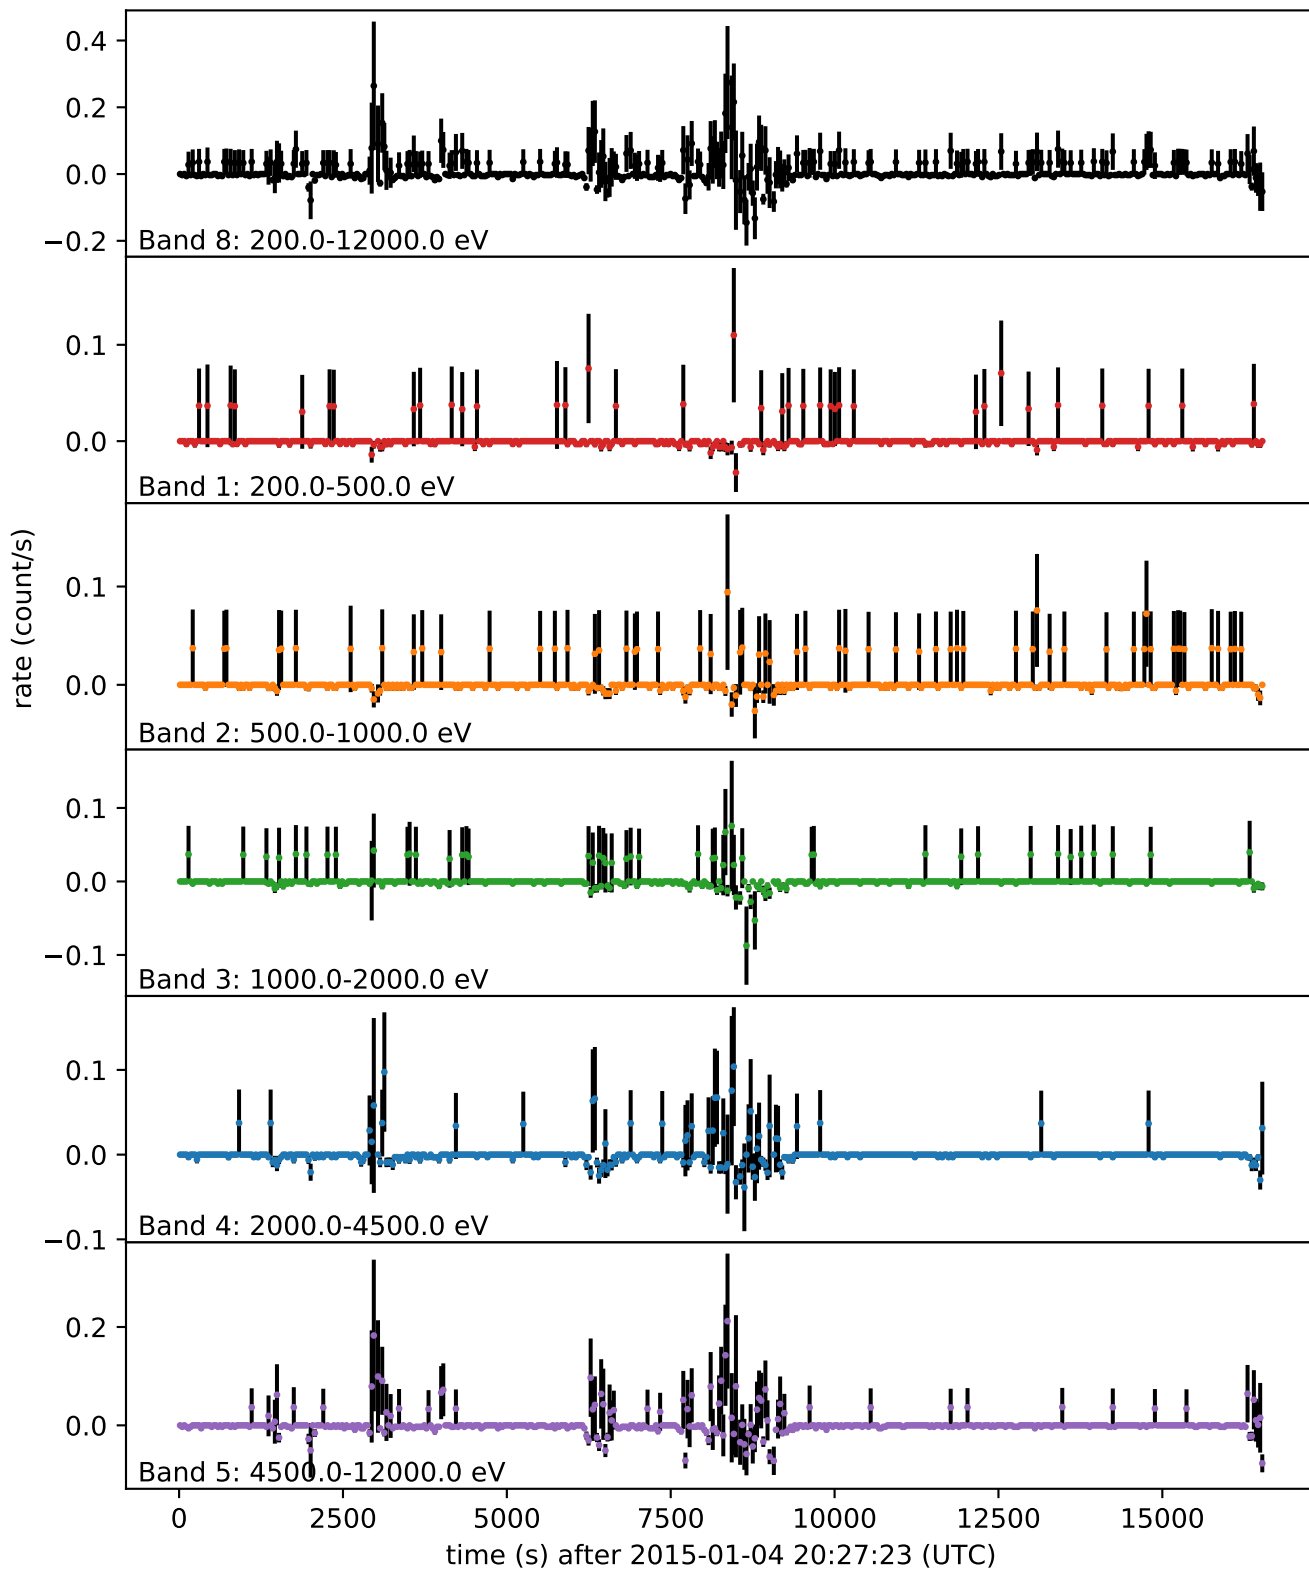 0.4
0.2
0.0
−0.2
Band 8: 200.0-12000.0 eV
0.1
0.0
Band 1: 200.0-500.0 eV
0.1
0.0
Band 2: 500.0-1000.0 eV
rate (count/s)
0.1
0.0
−0.1
Band 3: 1000.0-2000.0 eV
0.1
0.0
−0.1
Band 4: 2000.0-4500.0 eV
0.2
0.0
Band 5: 4500.0-12000.0 eV
0 2500 5000 7500 10000 12500 15000
time (s) after 2015-01-04 20:27:23 (UTC)